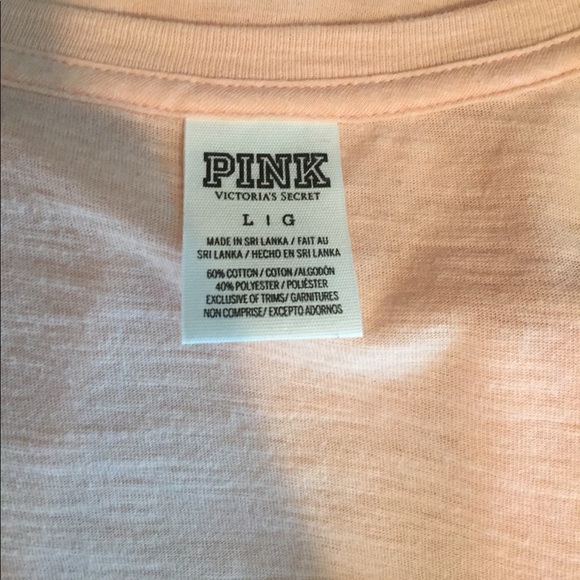 PINK
VICTORIA'S SECRET
L | G
MADE IN SRI LANKA / FAIT AU
SRI LANKA / HECHO EN SRI LANKA
60% COTTON / COTON /ALGODÓN
40% POLYESTER / POLIÉSTER
EXCLUSIVE OF TRIMS/ GARNITURES
NON COMPRISE/ EXCEPTO ADORNOS